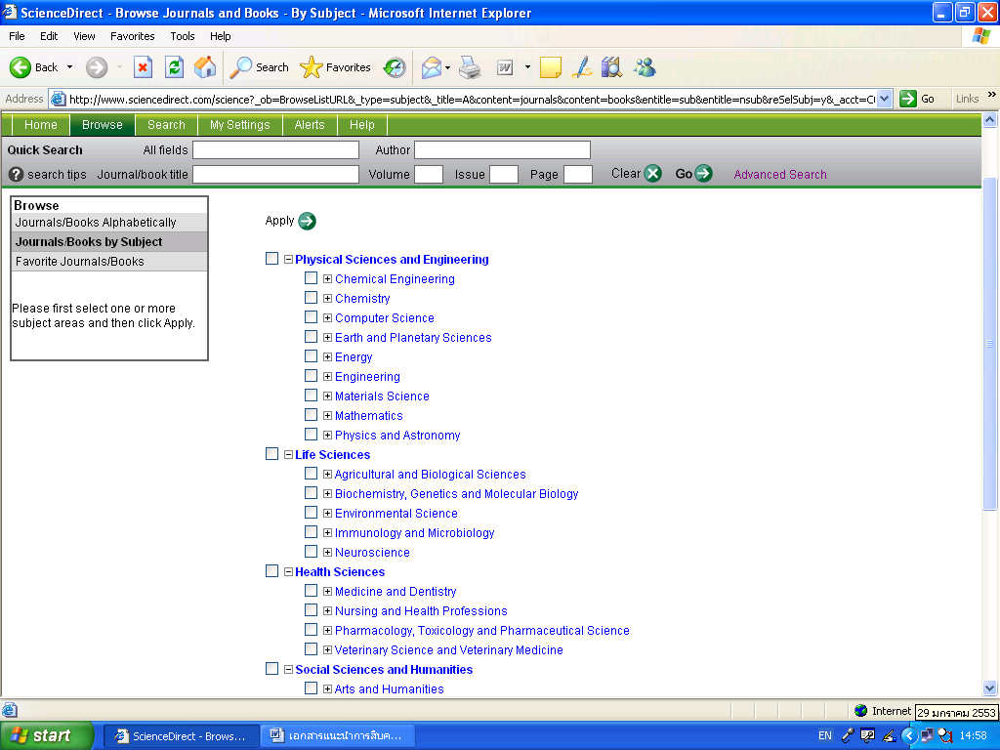 ScienceDirect - Browse Journals and Books - By Subject - Microsoft Internet Explorer
File Edit View Favorites Tools Help
Back Search Favorites
Address http://www.sciencedirect.com/science?_ob=BrowseListURL&_type=subject&_title=A&content=journals&content=books&entitle=sub&entitle=nsub&reSelSubj=y&_acct=C Go Links »
Home Browse Search My Settings Alerts Help
Quick Search All fields Author
? search tips Journal/book title Volume Issue Page Clear Go Advanced Search
Browse
Journals/Books Alphabetically
Journals/Books by Subject
Favorite Journals/Books
Please first select one or more
subject areas and then click Apply.
Apply
Physical Sciences and Engineering
Chemical Engineering
Chemistry
Computer Science
Earth and Planetary Sciences
Energy
Engineering
Materials Science
Mathematics
Physics and Astronomy
Life Sciences
Agricultural and Biological Sciences
Biochemistry, Genetics and Molecular Biology
Environmental Science
Immunology and Microbiology
Neuroscience
Health Sciences
Medicine and Dentistry
Nursing and Health Professions
Pharmacology, Toxicology and Pharmaceutical Science
Veterinary Science and Veterinary Medicine
Social Sciences and Humanities
Arts and Humanities
Internet
29 มกราคม 2553
start ScienceDirect - Brows... เอกสารแนะนำการสืบค... EN 14:58